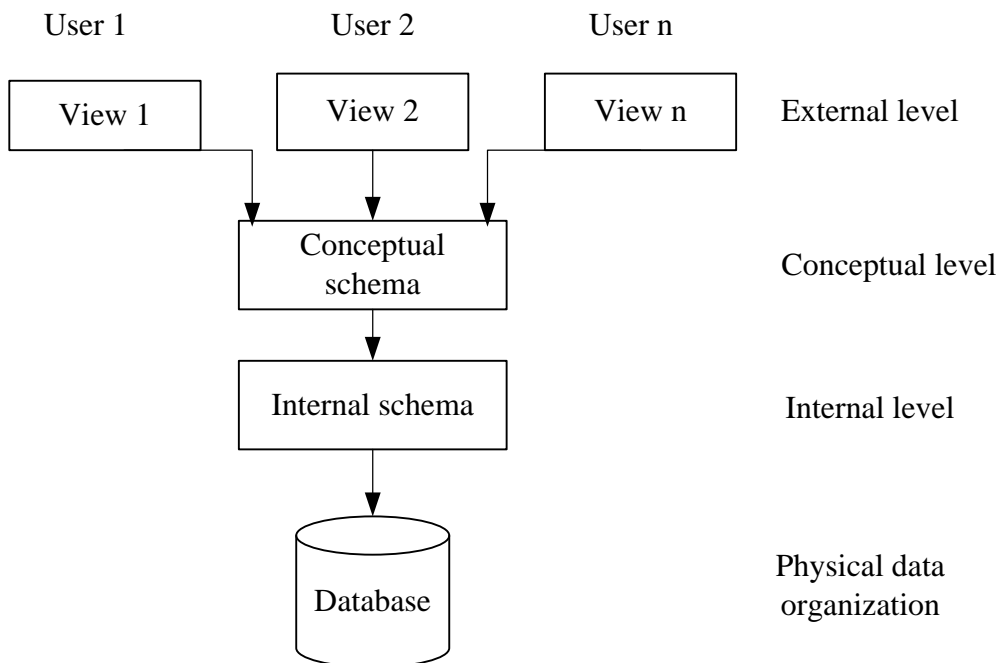 User 1
User 2
User n
View 1
View 2
View n
External level
Conceptual
schema
Conceptual level
Internal schema
Internal level
Database
Physical data
organization